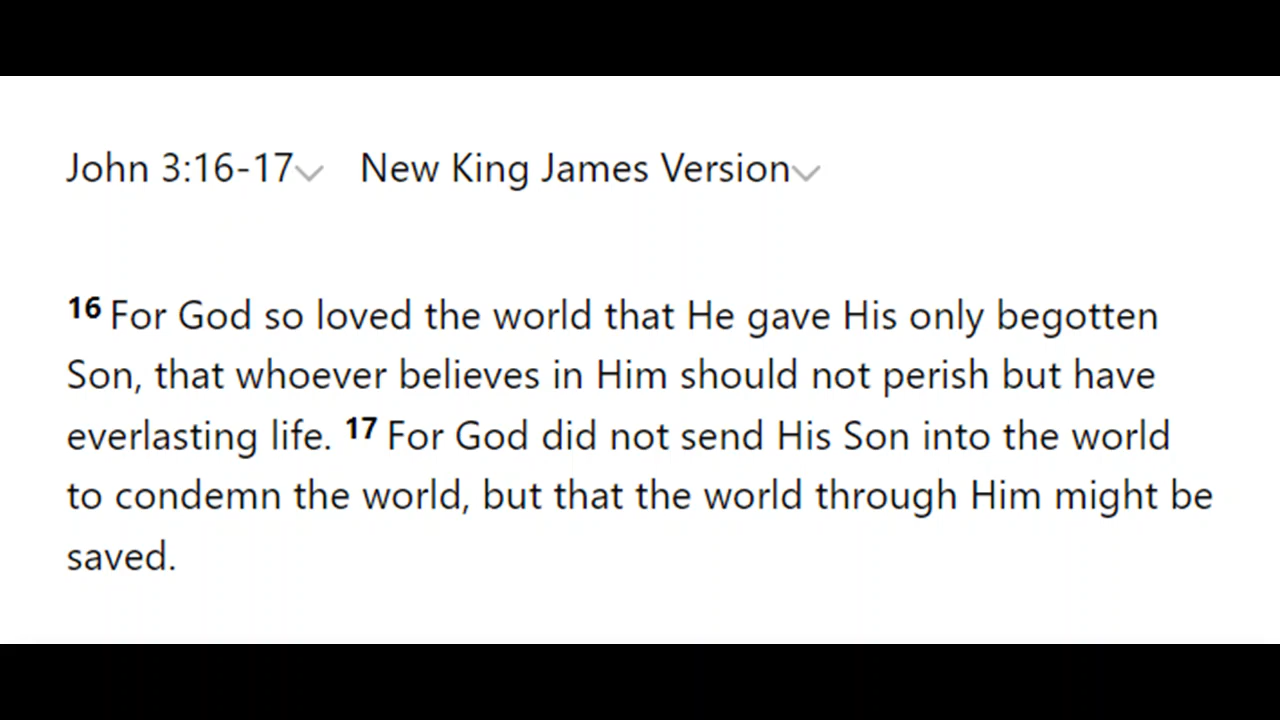 John 3:16-17 New King James Version
16 For God so loved the world that He gave His only begotten
Son, that whoever believes in Him should not perish but have
everlasting life. 17 For God did not send His Son into the world
to condemn the world, but that the world through Him might be
saved.